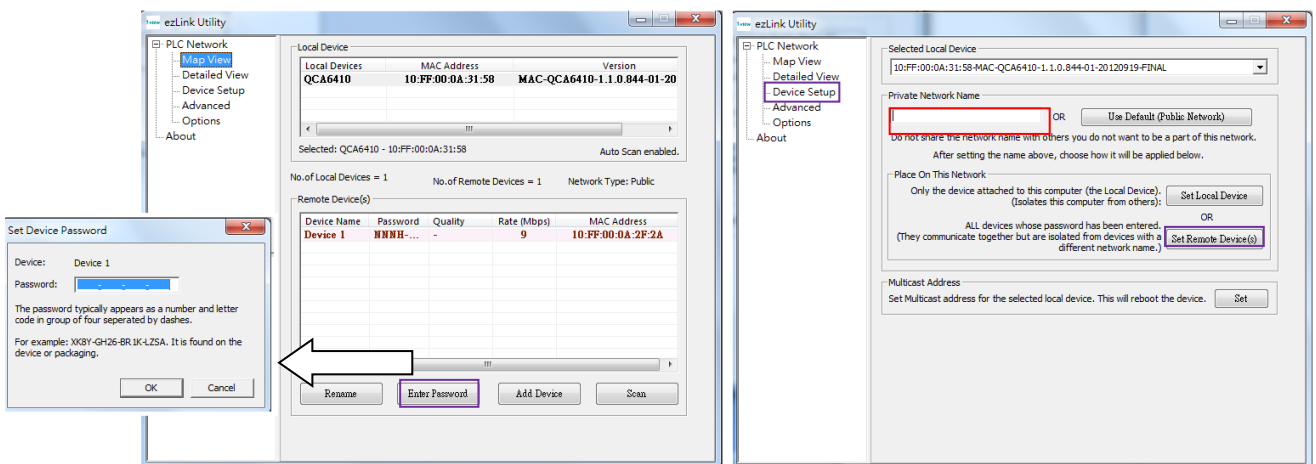 ezLink Utility
PLC Network
Map View
Detailed View
Device Setup
Advanced
Options
About
Local Device
Local Devices MAC Address Version
QCA6410 10:FF:00:0A:31:58 MAC-QCA6410-1.1.0.844-01-20
Selected: QCA6410 - 10:FF:00:0A:31:58 Auto Scan enabled.
No.of Local Devices = 1 No.of Remote Devices = 1 Network Type: Public
Remote Device(s)
Device Name Password Quality Rate (Mbps) MAC Address
Device 1 NNNH-... - 9 10:FF:00:0A:2F:2A
Rename Enter Password Add Device Scan
Set Device Password
Device: Device 1
Password: - - -
The password typically appears as a number and letter
code in group of four seperated by dashes.
For example: XK8Y-GH26-BR1K-LZSA. It is found on the
device or packaging.
OK Cancel
ezLink Utility
PLC Network
Map View
Detailed View
Device Setup
Advanced
Options
About
Selected Local Device
10:FF:00:0A:31:58-MAC-QCA6410-1.1.0.844-01-20120919-FINAL
Private Network Name
OR Use Default (Public Network)
Do not share the network name with others you do not want to be a part of this network.
After setting the name above, choose how it will be applied below.
Place On This Network
Only the device attached to this computer (the Local Device).
(Isolates this computer from others): Set Local Device
OR
ALL devices whose password has been entered.
(They communicate together but are isolated from devices with a
different network name.) Set Remote Device(s)
Multicast Address
Set Multicast address for the selected local device. This will reboot the device. Set